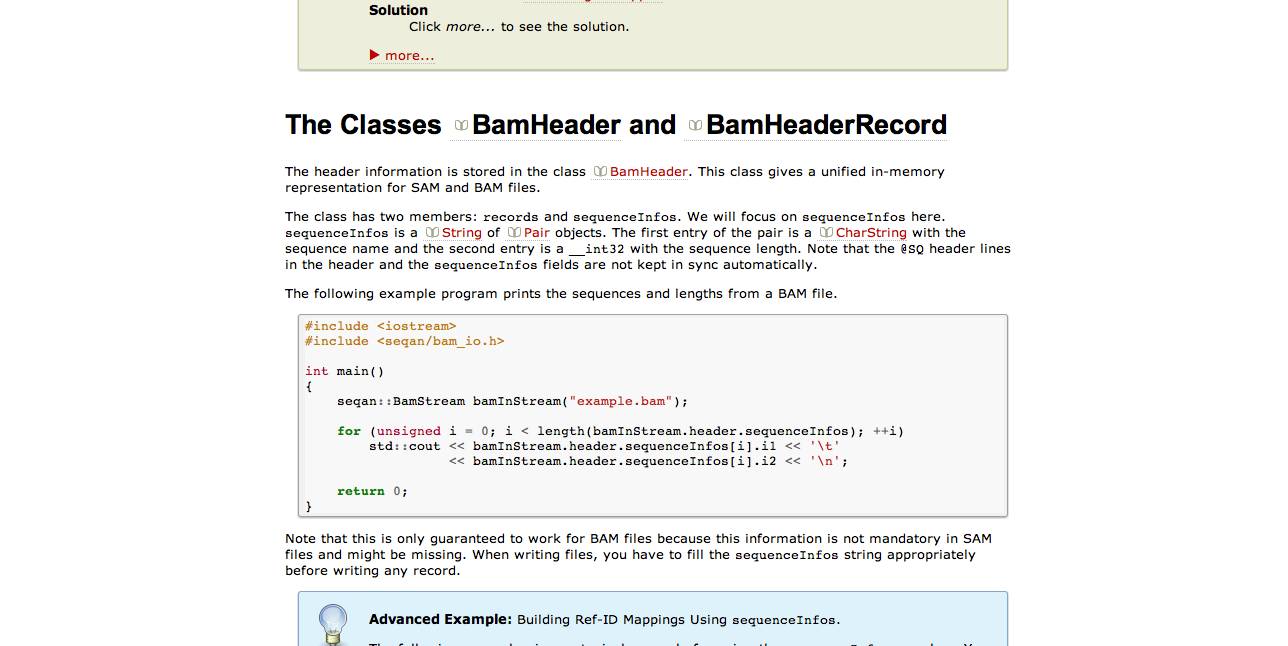 Solution
Click more... to see the solution.
▶ more...
The Classes BamHeader and BamHeaderRecord
The header information is stored in the class BamHeader. This class gives a unified in-memory
representation for SAM and BAM files.
The class has two members: records and sequenceInfos. We will focus on sequenceInfos here.
sequenceInfos is a String of Pair objects. The first entry of the pair is a CharString with the
sequence name and the second entry is a __int32 with the sequence length. Note that the @SQ header lines
in the header and the sequenceInfos fields are not kept in sync automatically.
The following example program prints the sequences and lengths from a BAM file.
#include <iostream>
#include <seqan/bam_io.h>
int main()
{
    seqan::BamStream bamInStream("example.bam");
    for (unsigned i = 0; i < length(bamInStream.header.sequenceInfos); ++i)
        std::cout << bamInStream.header.sequenceInfos[i].i1 << '\t'
                  << bamInStream.header.sequenceInfos[i].i2 << '\n';
    return 0;
}
Note that this is only guaranteed to work for BAM files because this information is not mandatory in SAM
files and might be missing. When writing files, you have to fill the sequenceInfos string appropriately
before writing any record.
Advanced Example: Building Ref-ID Mappings Using sequenceInfos.